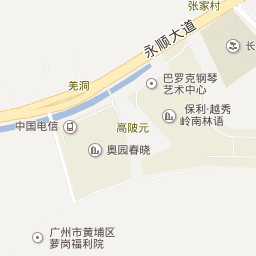 张家村
永顺大道
长
羌洞
巴罗克钢琴
艺术中心
保利·越秀
岭南林语
中国电信
高陂元
奥园春晓
广州市黄埔区
萝岗福利院